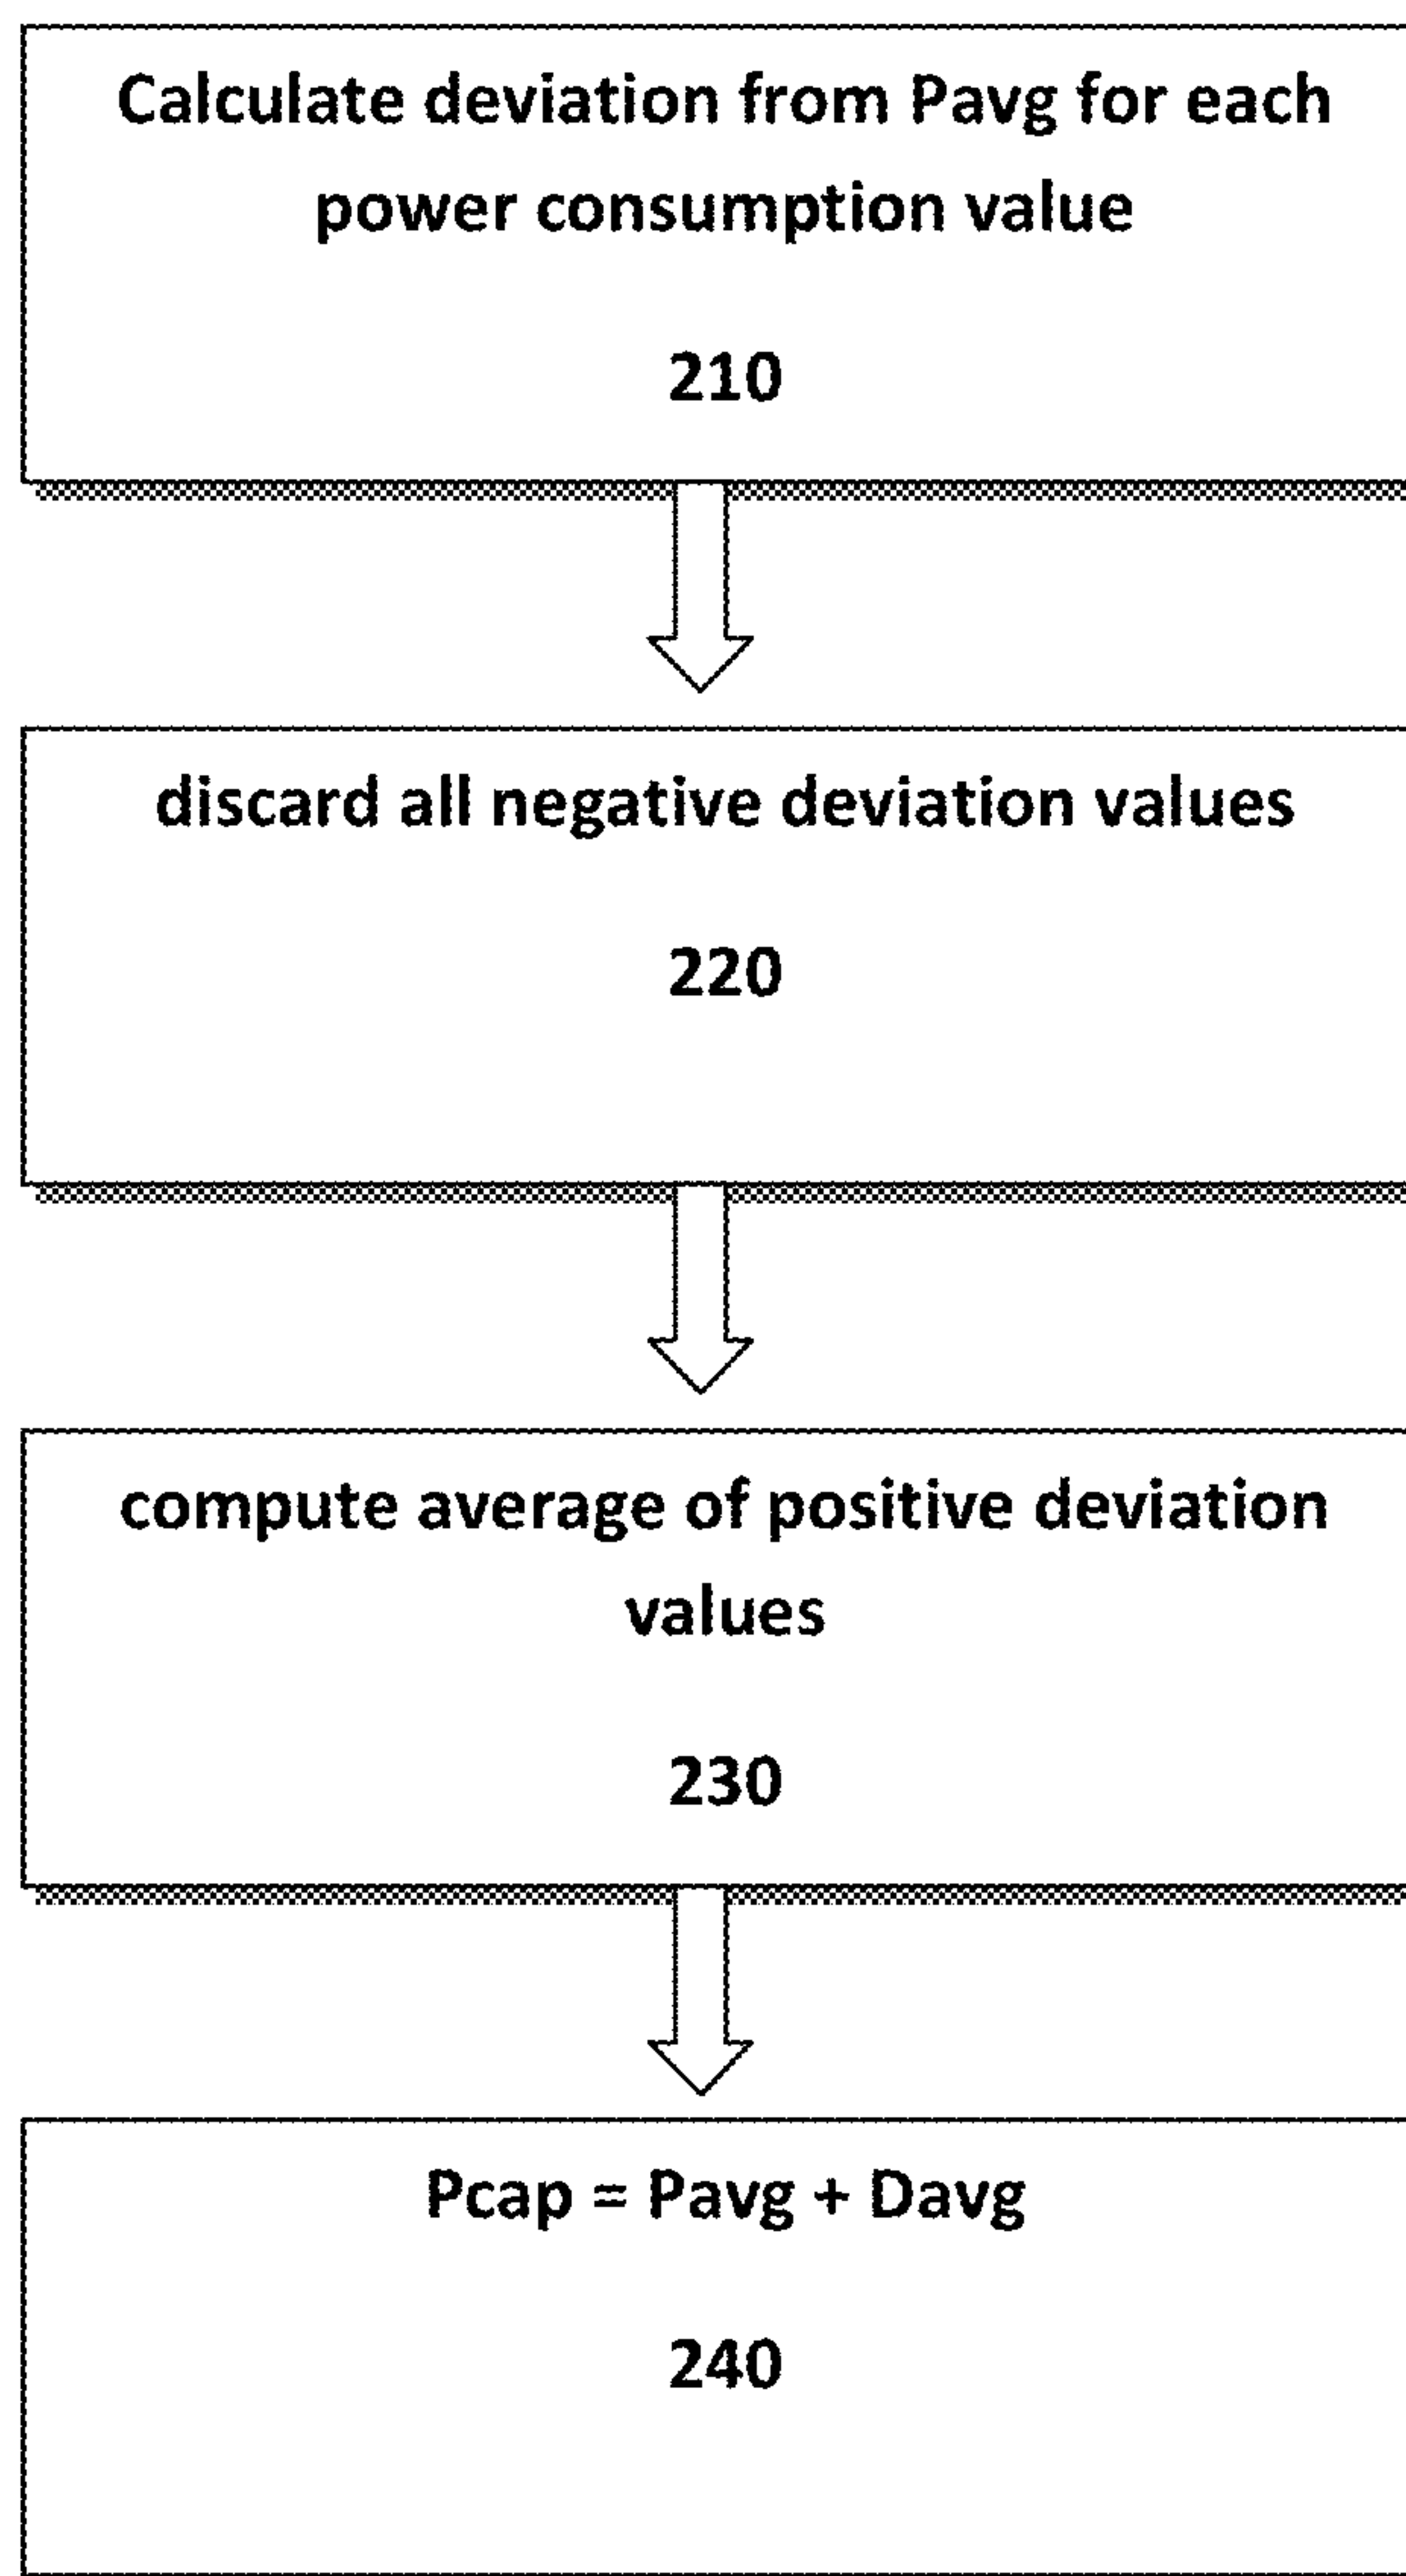 Calculate deviation from Pavg for each
power consumption value
210
discard all negative deviation values
220
compute average of positive deviation
values
230
Pcap = Pavg + Davg
240